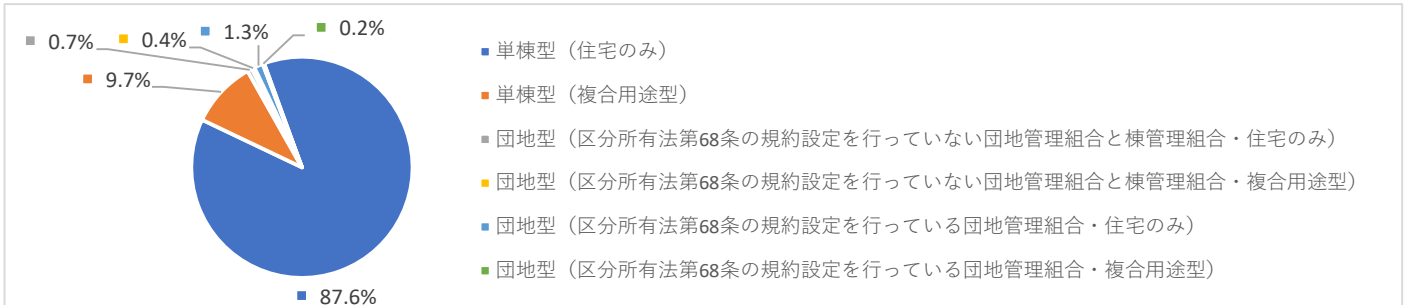 0.7%
0.4%
1.3%
0.2%
9.7%
87.6%
単棟型（住宅のみ）
単棟型（複合用途型）
団地型（区分所有法第68条の規約設定を行っていない団地管理組合と棟管理組合・住宅のみ）
団地型（区分所有法第68条の規約設定を行っていない団地管理組合と棟管理組合・複合用途型）
団地型（区分所有法第68条の規約設定を行っている団地管理組合・住宅のみ）
団地型（区分所有法第68条の規約設定を行っている団地管理組合・複合用途型）